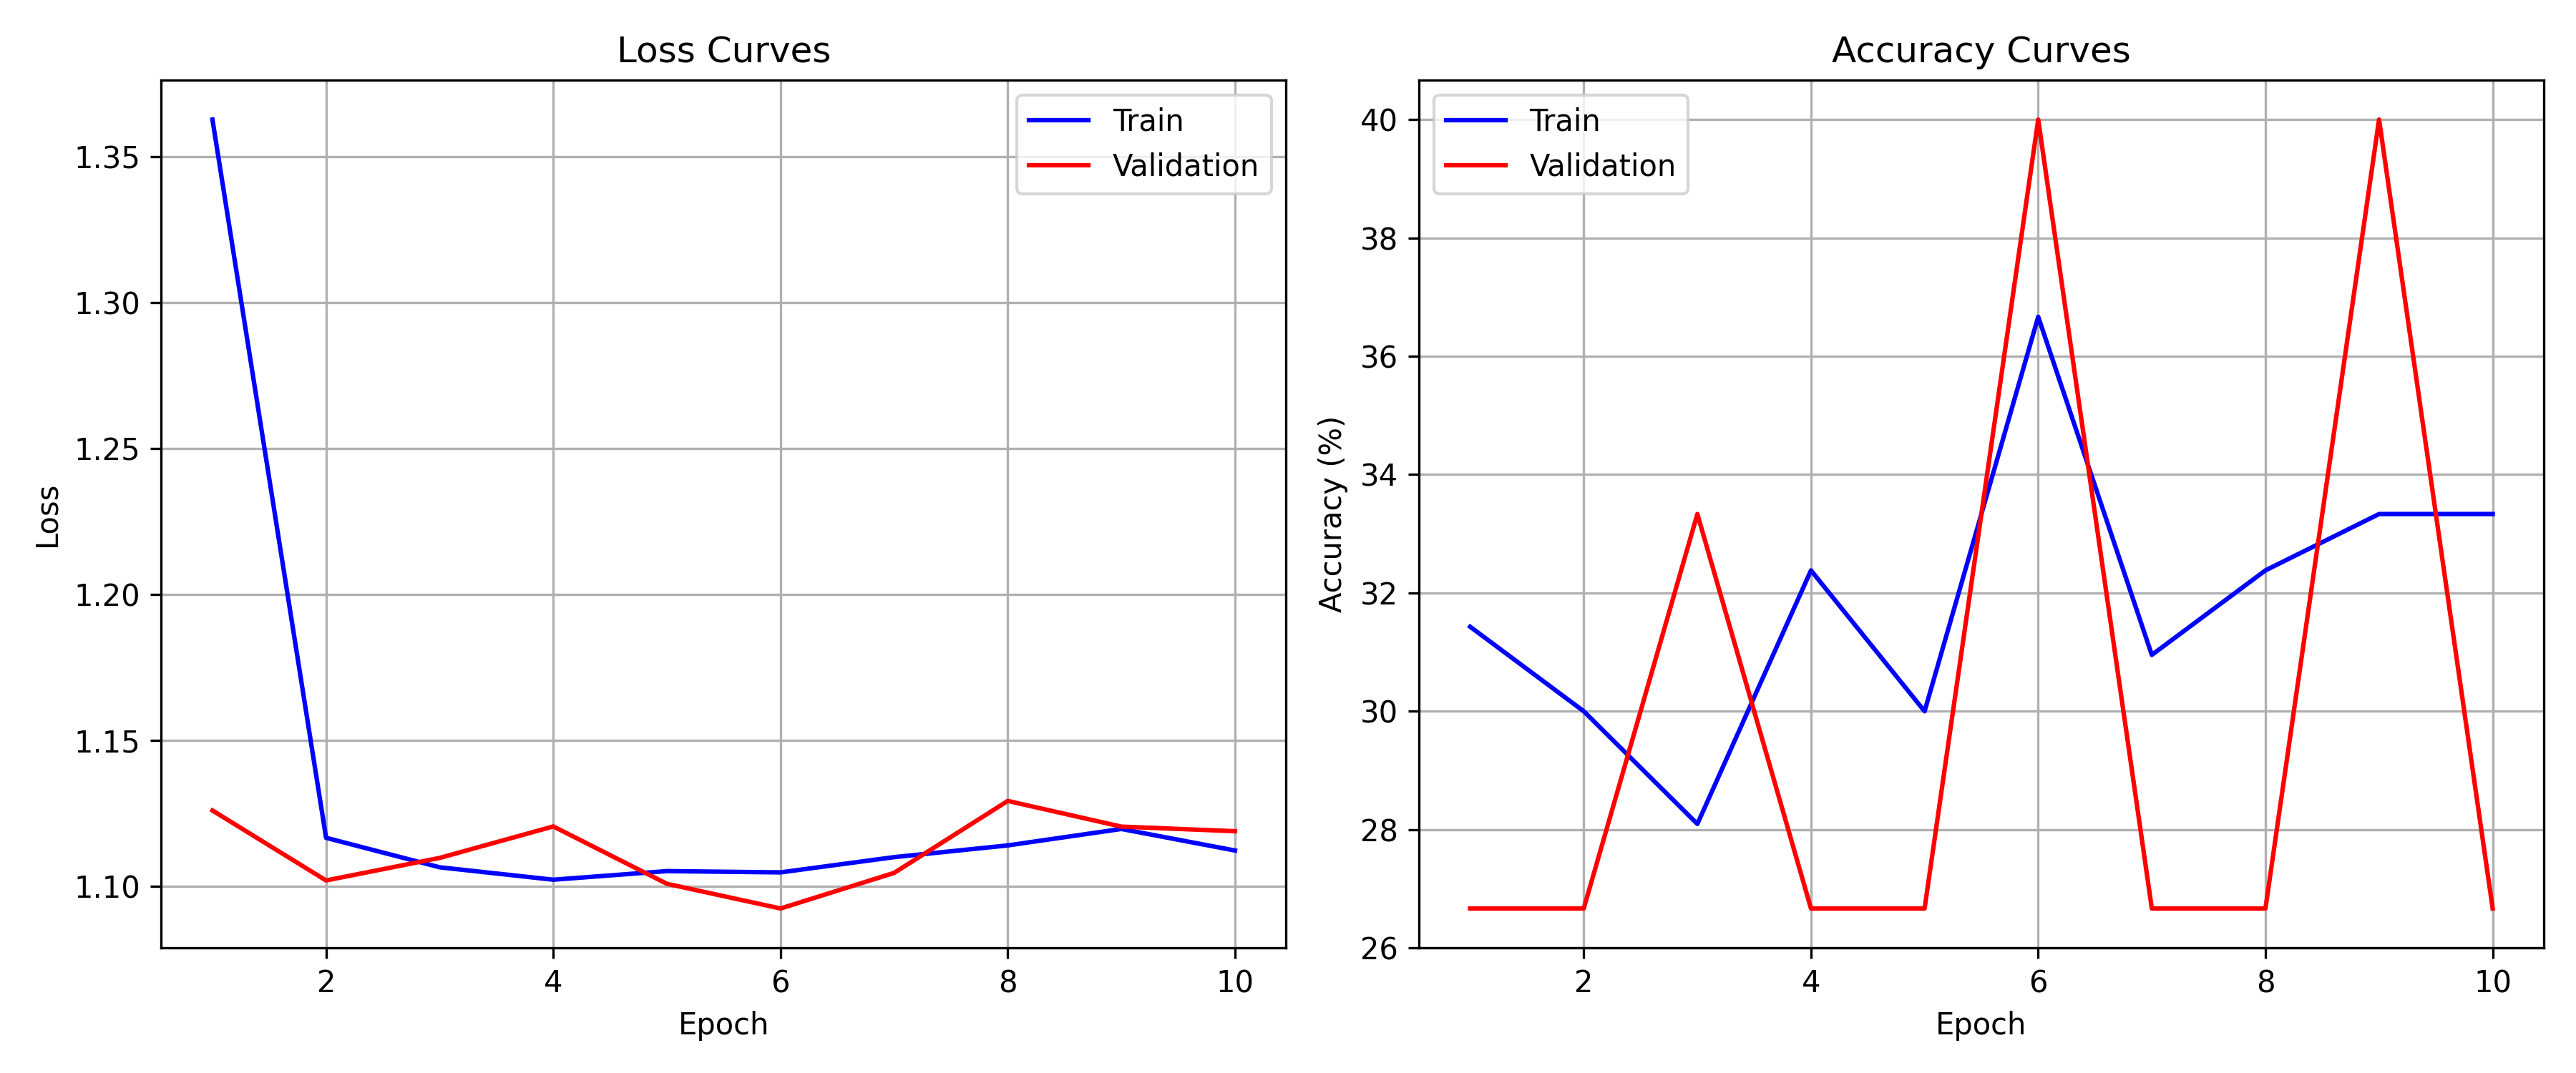 Loss Curves
Train
Validation
1.35
1.30
1.25
1.20
1.15
1.10
Loss
2 4 6 8 10
Epoch
Accuracy Curves
Train
Validation
40
38
36
34
32
30
28
26
Accuracy (%)
2 4 6 8 10
Epoch